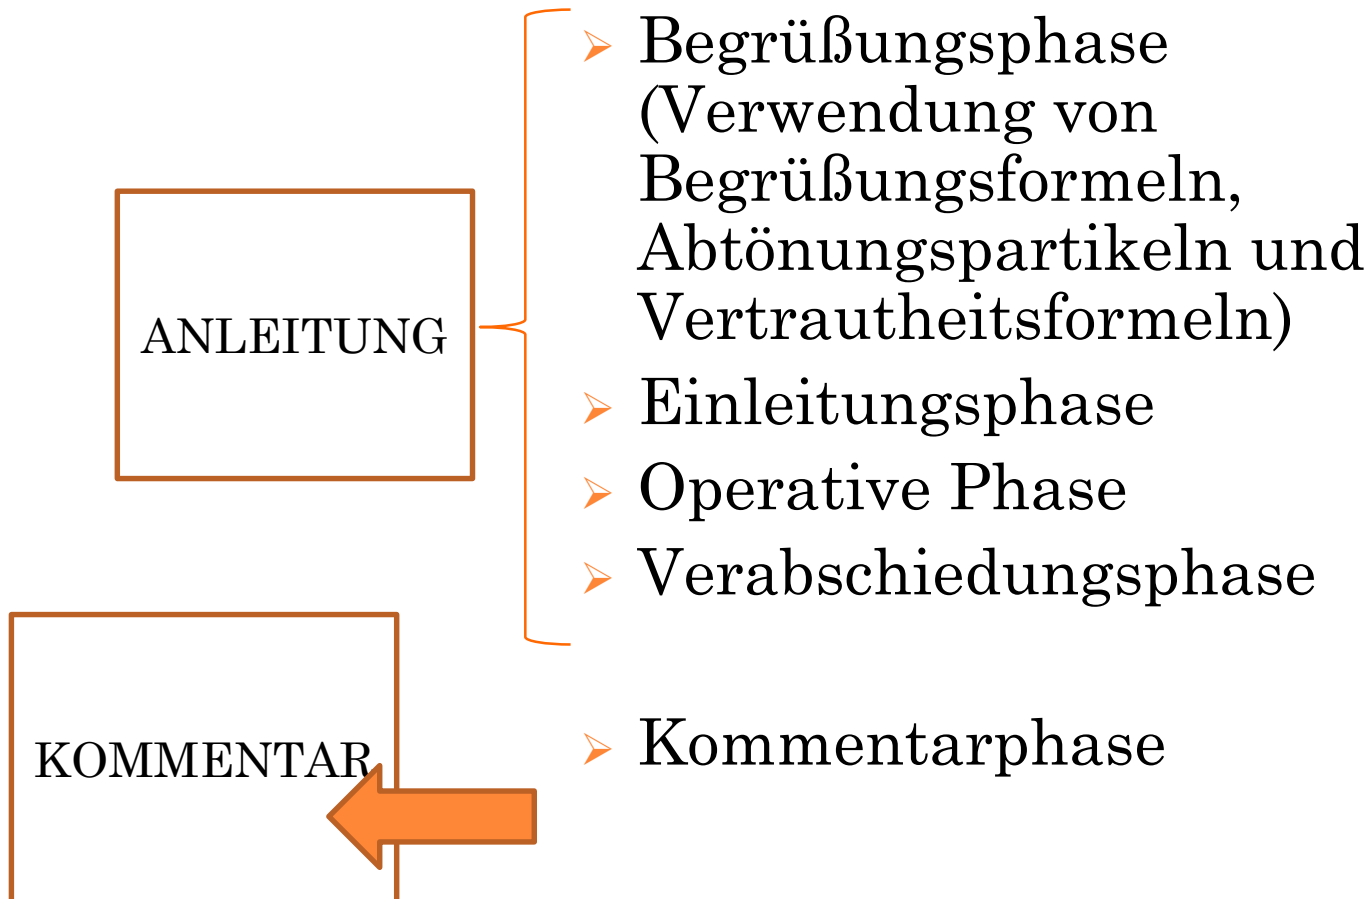 Begrüßungsphase
(Verwendung von
Begrüßungsformeln,
Abtönungspartikeln und
Vertrautheitsformeln)
ANLEITUNG
Einleitungsphase
Operative Phase
Verabschiedungsphase
Kommentarphase
KOMMENTAR